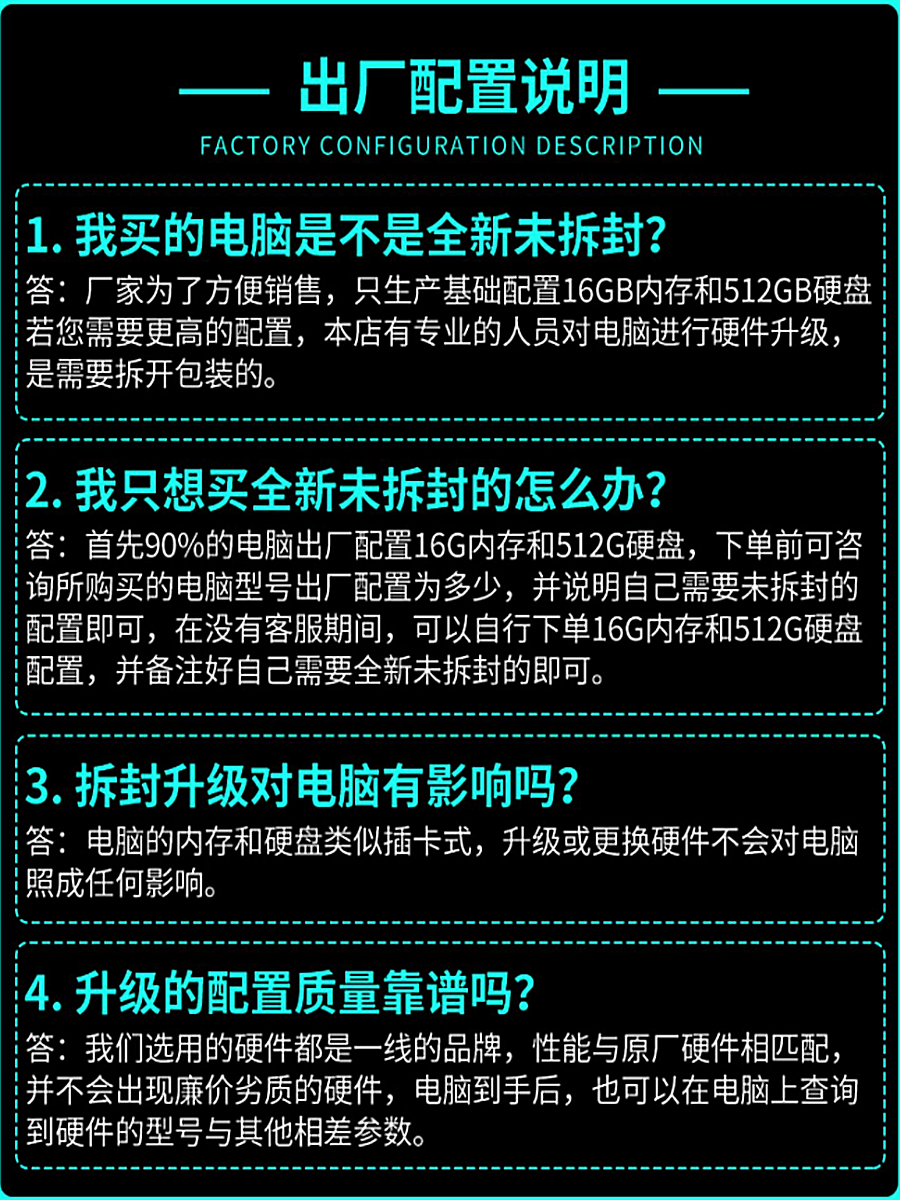 出厂配置说明
FACTORY CONFIGURATION DESCRIPTION
1. 我买的电脑是不是全新未拆封?
答：厂家为了方便销售，只生产基础配置16GB内存和512GB硬盘
若您需要更高的配置，本店有专业的人员对电脑进行硬件升级，
是需要拆开包装的。
2. 我只想买全新未拆封的怎么办?
答：首先90%的电脑出厂配置16G内存和512G硬盘，下单前可咨
询所购买的电脑型号出厂配置为多少，并说明自己需要未拆封的
配置即可，在没有客服期间，可以自行下单16G内存和512G硬盘
配置，并备注好自己需要全新未拆封的即可。
3. 拆封升级对电脑有影响吗?
答：电脑的内存和硬盘类似插卡式，升级或更换硬件不会对电脑
照成任何影响。
4. 升级的配置质量靠谱吗?
答：我们选用的硬件都是一线的品牌，性能与原厂硬件相匹配，
并不会出现廉价劣质的硬件，电脑到手后，也可以在电脑上查询
到硬件的型号与其他相差参数。